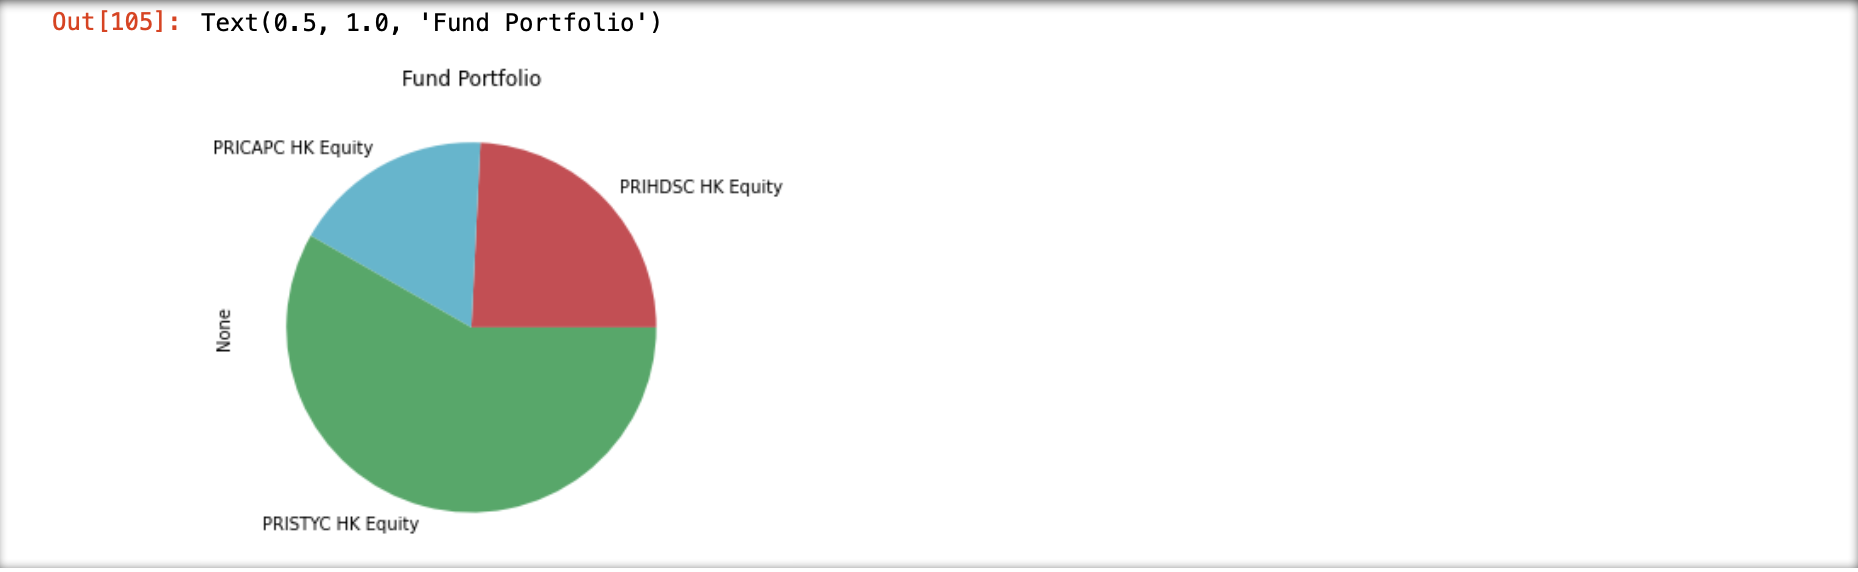 Out[105]: Text(0.5, 1.0, 'Fund Portfolio')
Fund Portfolio
PRICAPC HK Equity
PRIHDSC HK Equity
None
PRISTYC HK Equity